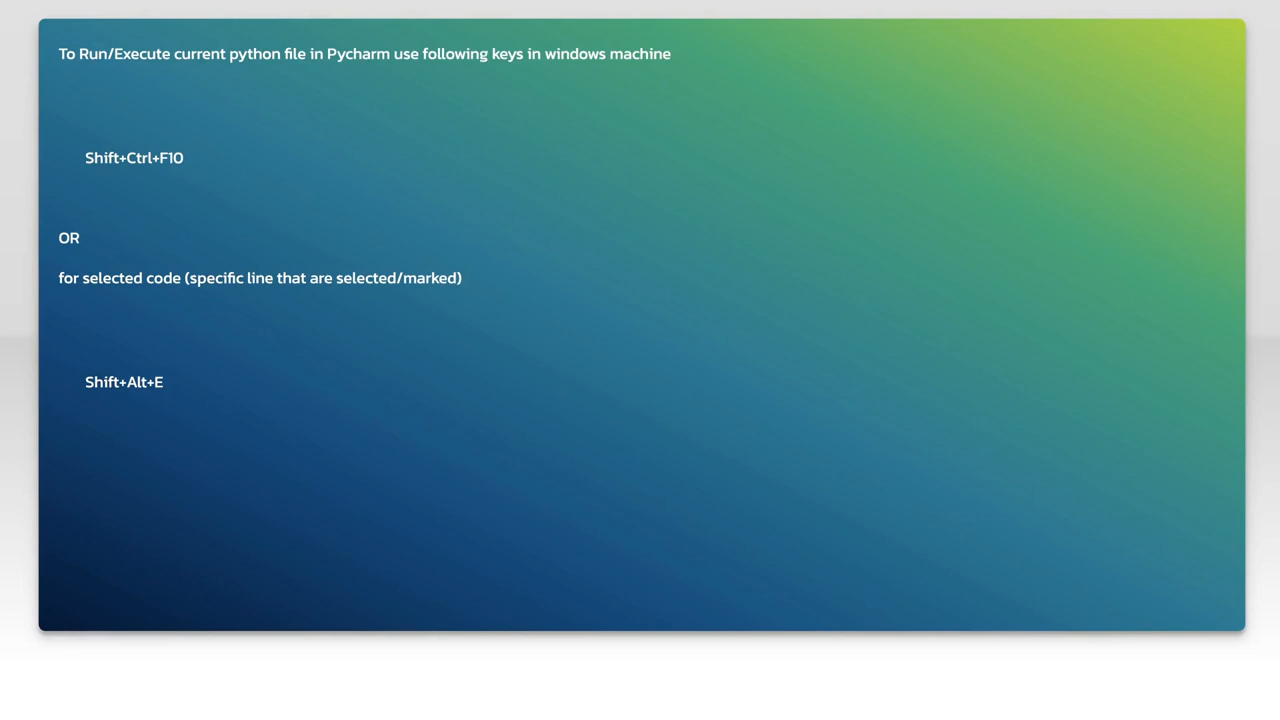 To Run/Execute current python file in Pycharm use following keys in windows machine
Shift+Ctrl+F10
OR
for selected code (specific line that are selected/marked)
Shift+Alt+E